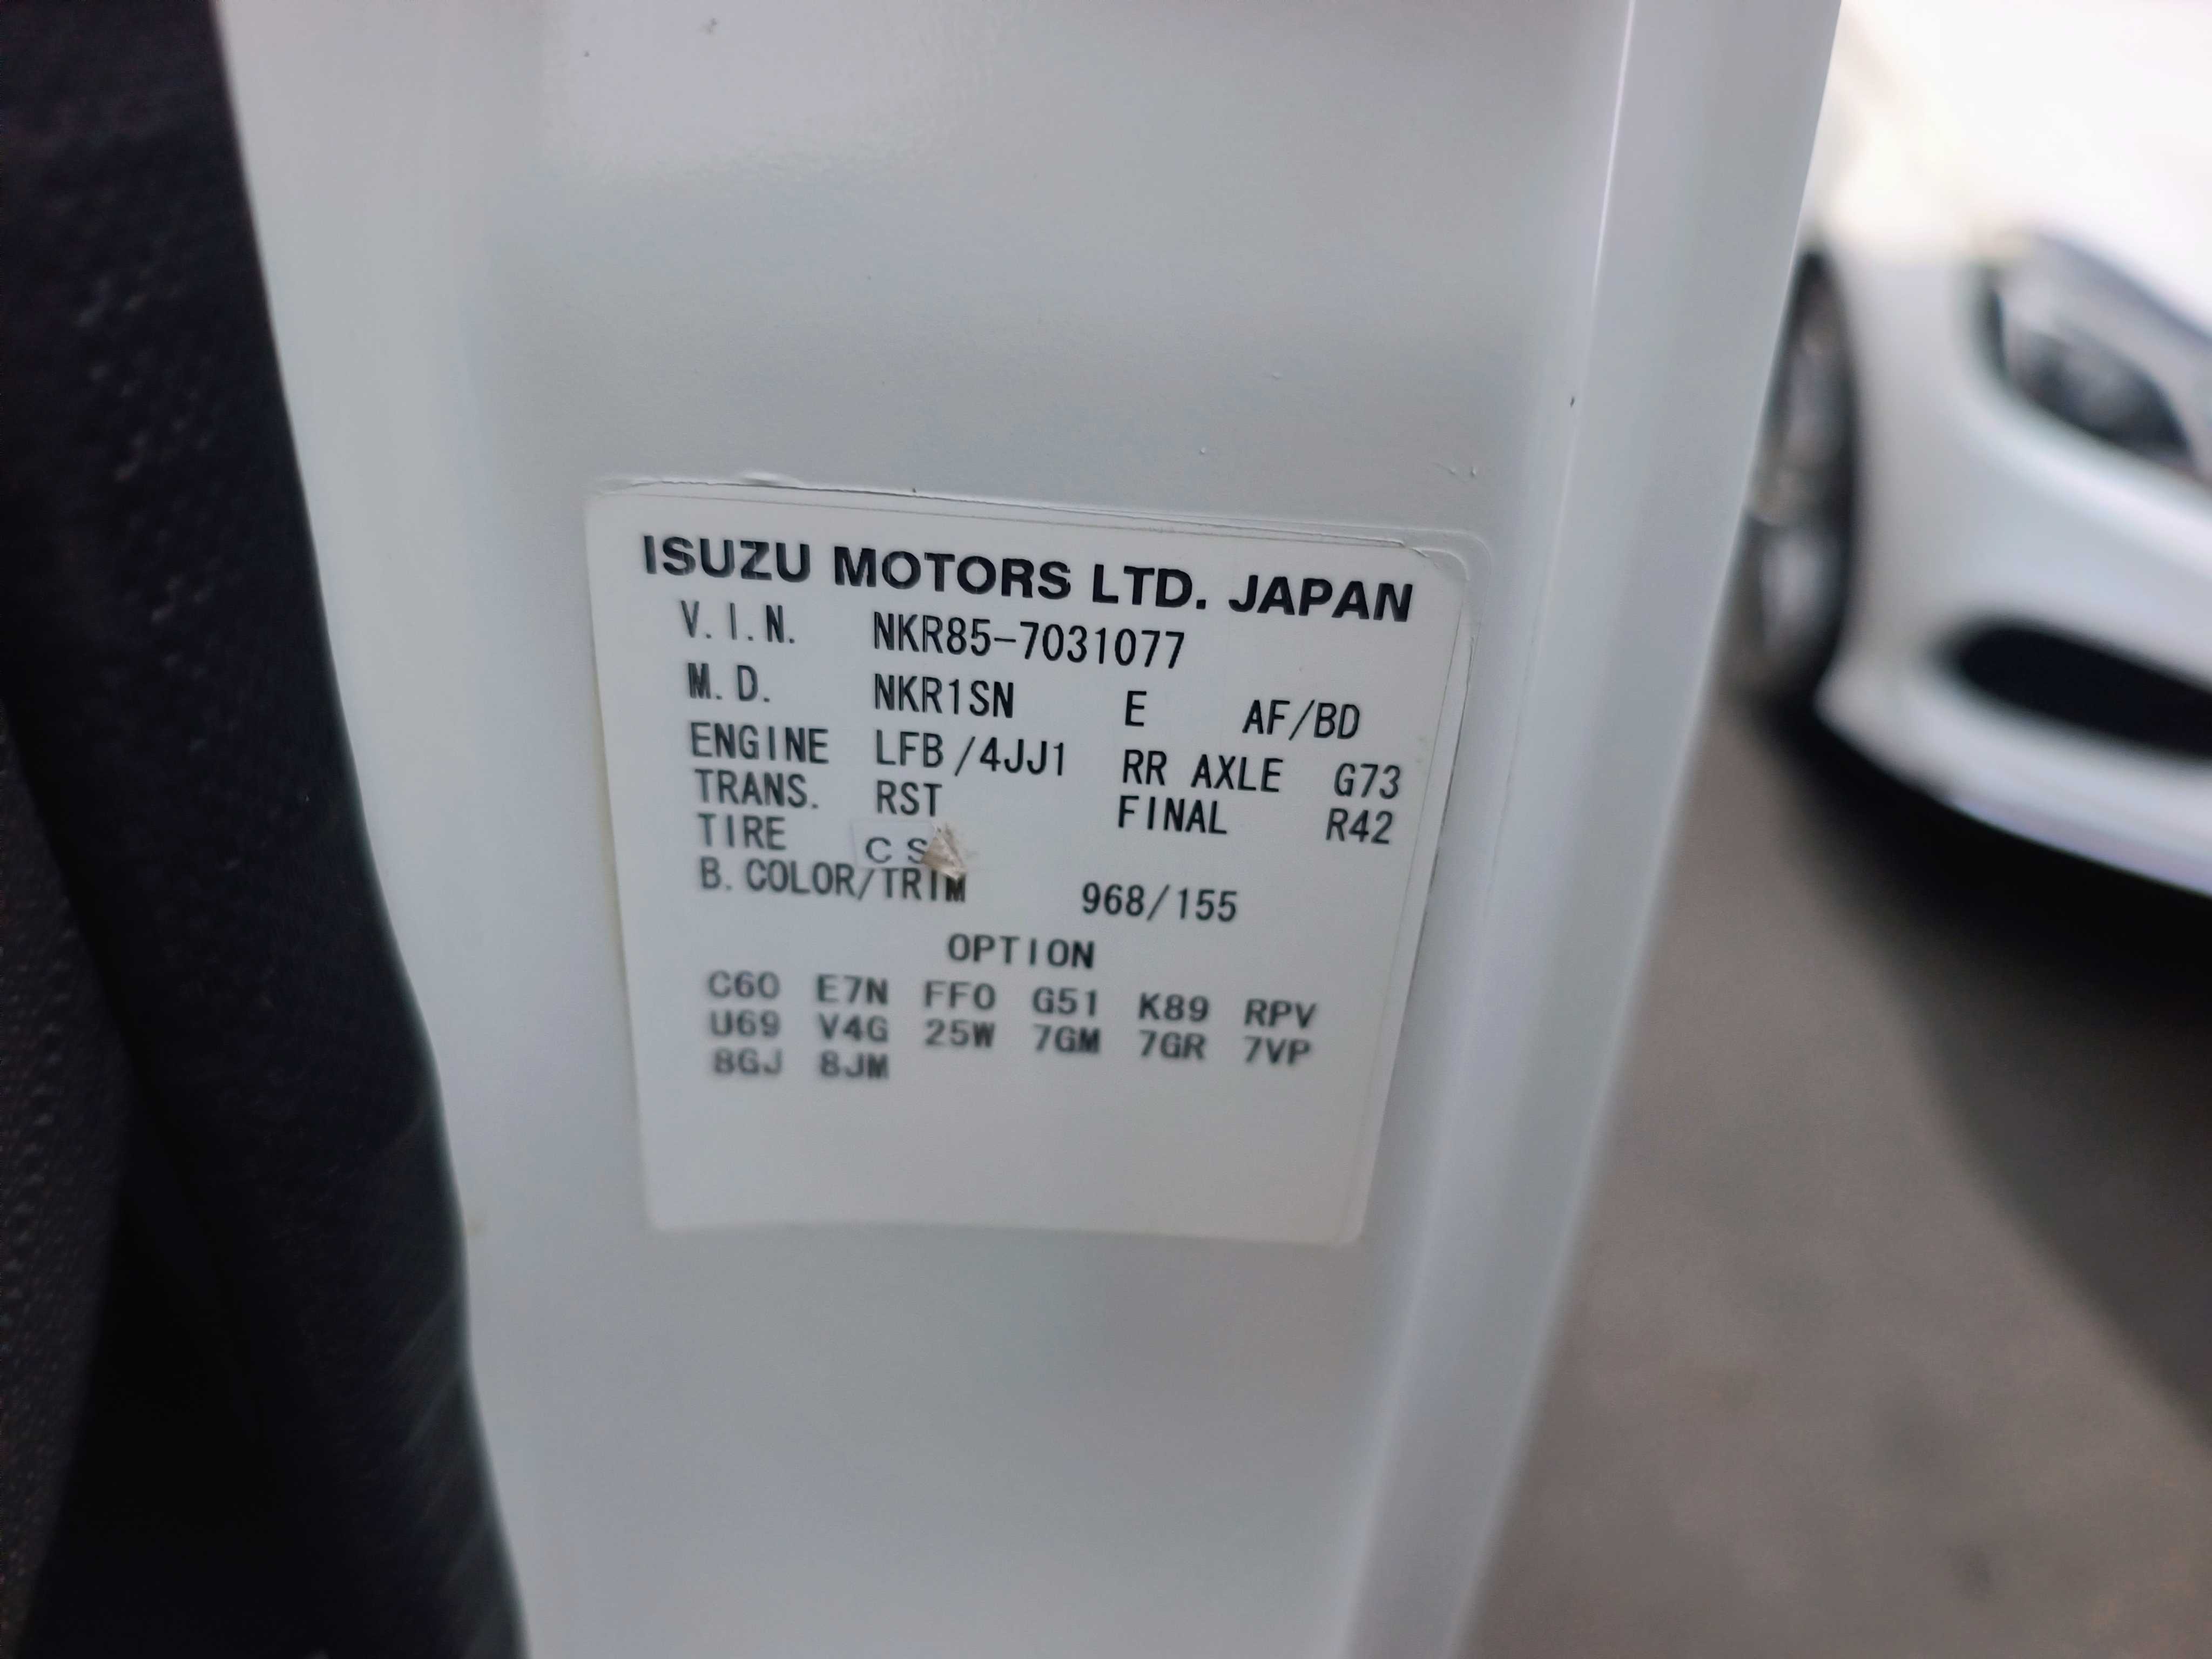 ISUZU MOTORS LTD. JAPAN
V.I.N. NKR85-7031077
M.D. NKR1SN E AF/BD
ENGINE LFB/4JJ1 RR AXLE G73
TRANS. RST FINAL R42
TIRE CS
B.COLOR/TRIM 968/155
OPTION
C60 E7N FF0 G51 K89 RPV
U69 V4G 25W 7GM 7GR 7VP
8GJ 8JM